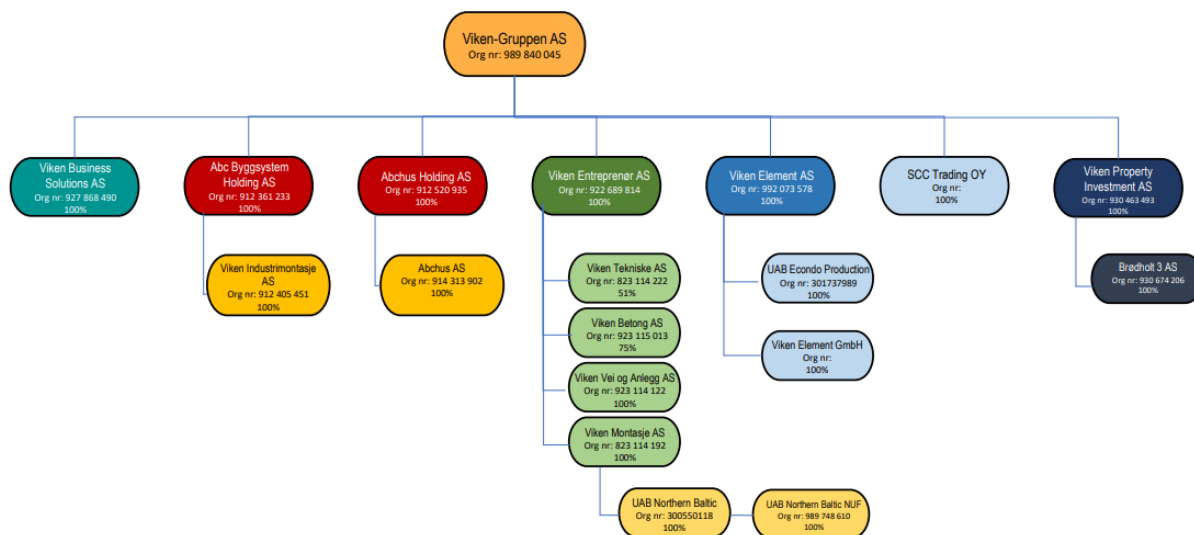 Viken-Gruppen AS
Org nr: 989 840 045
Viken Business
Solutions AS
Org nr: 927 868 490
100%
Abc Byggsystem
Holding AS
Org nr: 912 361 233
100%
Abchus Holding AS
Org nr: 912 520 935
100%
Viken Entreprenør AS
Org nr: 922 689 814
100%
Viken Element AS
Org nr: 992 073 578
100%
SCC Trading OY
Org nr:
100%
Viken Property
Investment AS
Org nr: 930 463 493
100%
Viken Industrimontasje
AS
Org nr: 912 405 451
100%
Abchus AS
Org nr: 914 313 902
100%
Viken Tekniske AS
Org nr: 823 114 222
51%
UAB Econdo Production
Org nr: 301737989
100%
Brødholt 3 AS
Org nr: 930 674 206
100%
Viken Betong AS
Org nr: 923 115 013
75%
Viken Element GmbH
Org nr:
100%
Viken Vei og Anlegg AS
Org nr: 923 114 122
100%
Viken Montasje AS
Org nr: 823 114 192
100%
UAB Northern Baltic
Org nr: 300550118
100%
UAB Northern Baltic NUF
Org nr: 989 748 610
100%